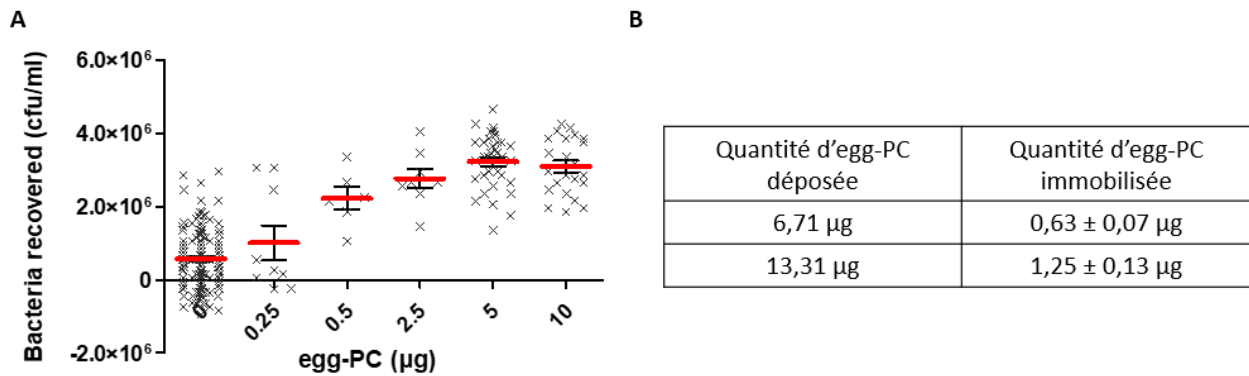 A
B
Bacteria recovered (cfu/ml)
6.0×10⁶
4.0×10⁶
2.0×10⁶
0
-2.0×10⁶
0
0.25
0.5
2.5
5
10
egg-PC (µg)
Quantité d’egg-PC
déposée
Quantité d’egg-PC
immobilisée
6,71 µg
0,63 ± 0,07 µg
13,31 µg
1,25 ± 0,13 µg